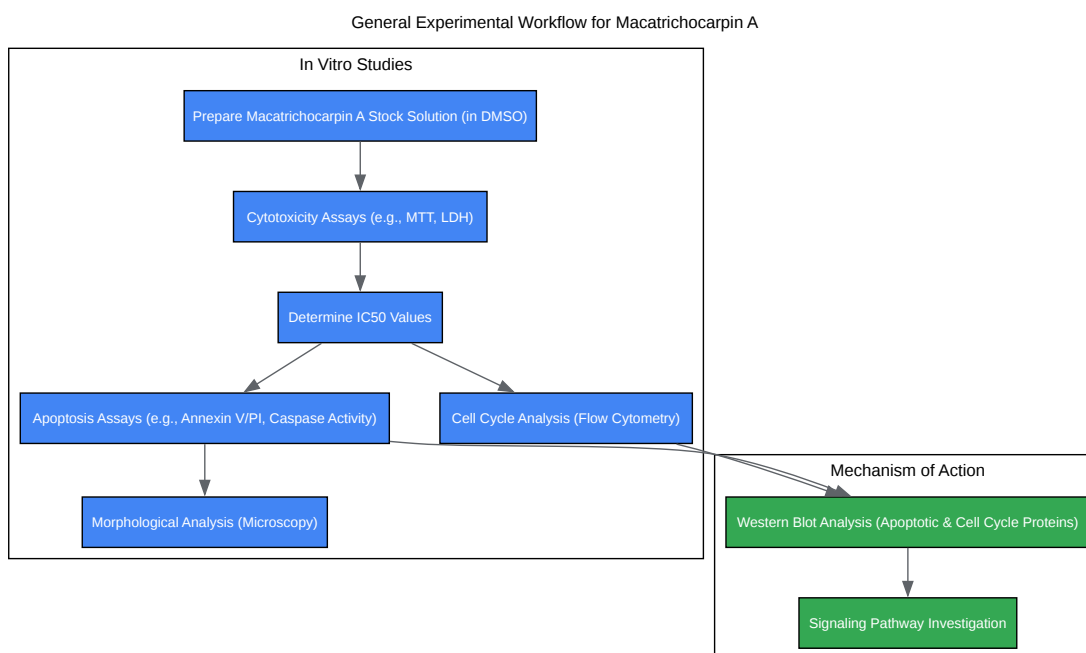 General Experimental Workflow for Macatrichocarpin A
In Vitro Studies
Prepare Macatrichocarpin A Stock Solution (in DMSO)
Cytotoxicity Assays (e.g., MTT, LDH)
Determine IC50 Values
Apoptosis Assays (e.g., Annexin V/PI, Caspase Activity)
Cell Cycle Analysis (Flow Cytometry)
Morphological Analysis (Microscopy)
Mechanism of Action
Western Blot Analysis (Apoptotic & Cell Cycle Proteins)
Signaling Pathway Investigation